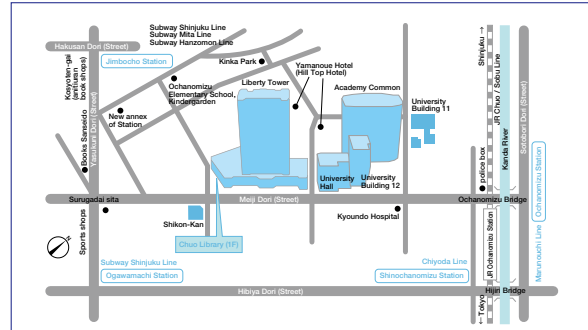 Subway Shinjuku Line
Subway Mita Line
Subway Hanzomon Line
Hakusan Dori (Street)
Jimbocho Station
Kosyoten-gai
(antiquarian
book shops)
Yasukuni Dori (Street)
Books Sanseido
New annex
of Station
Ochanomizu
Elementary School,
Kindergarden
Kinka Park
Liberty Tower
Yamanoue Hotel
(Hill Top Hotel)
Academy Common
University
Building 11
University
Hall
University
Building 12
Shinjuku →
JR Chuo / Sobu Line
Kanda River
Sotobori Dori (Street)
police box
Marunouchi Line
Ochanomizu Station
Surugadai sita
Meiji Dori (Street)
Ochanomizu Bridge
Sports shops
Shikon-Kan
Kyoundo Hospital
Chuo Library (1F)
Subway Shinjuku Line
Ogawamachi Station
Chiyoda Line
Shinochanomizu Station
JR Ochanomizu Station
Hibiya Dori (Street)
Hijiri Bridge
← Tokyo